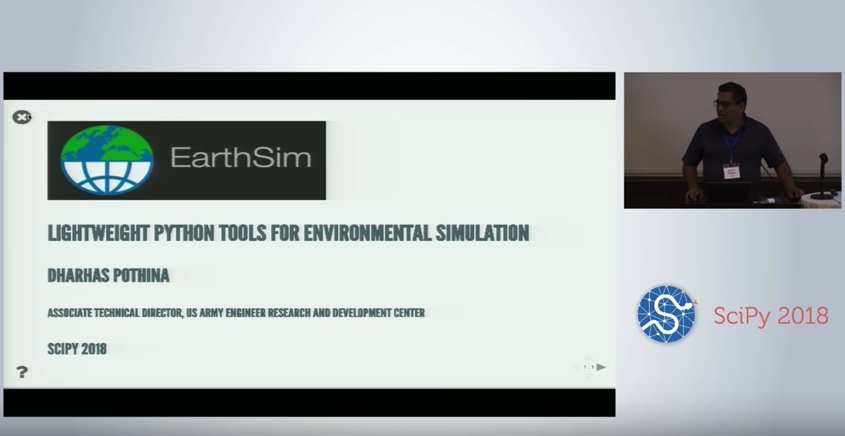 EarthSim
LIGHTWEIGHT PYTHON TOOLS FOR ENVIRONMENTAL SIMULATION
DHARHAS POTHINA
ASSOCIATE TECHNICAL DIRECTOR, US ARMY ENGINEER RESEARCH AND DEVELOPMENT CENTER
SCIPY 2018
?
SciPy 2018